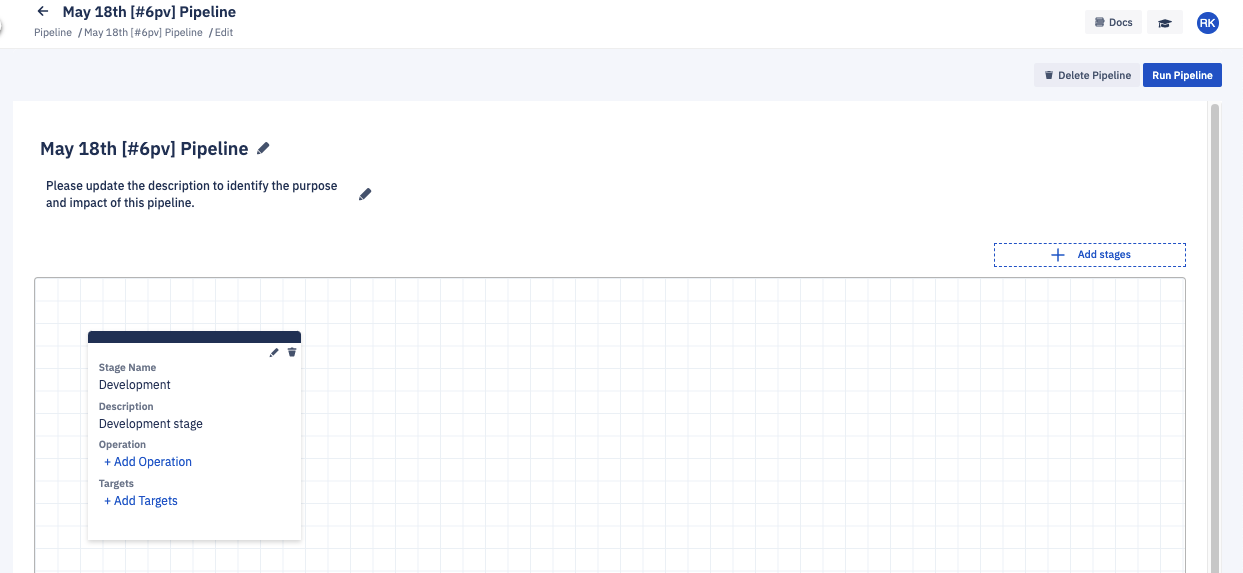 May 18th [#6pv] Pipeline
Pipeline / May 18th [#6pv] Pipeline / Edit
Docs
RK
Delete Pipeline
Run Pipeline
May 18th [#6pv] Pipeline
Please update the description to identify the purpose
and impact of this pipeline.
Add stages
Stage Name
Development
Description
Development stage
Operation
+ Add Operation
Targets
+ Add Targets